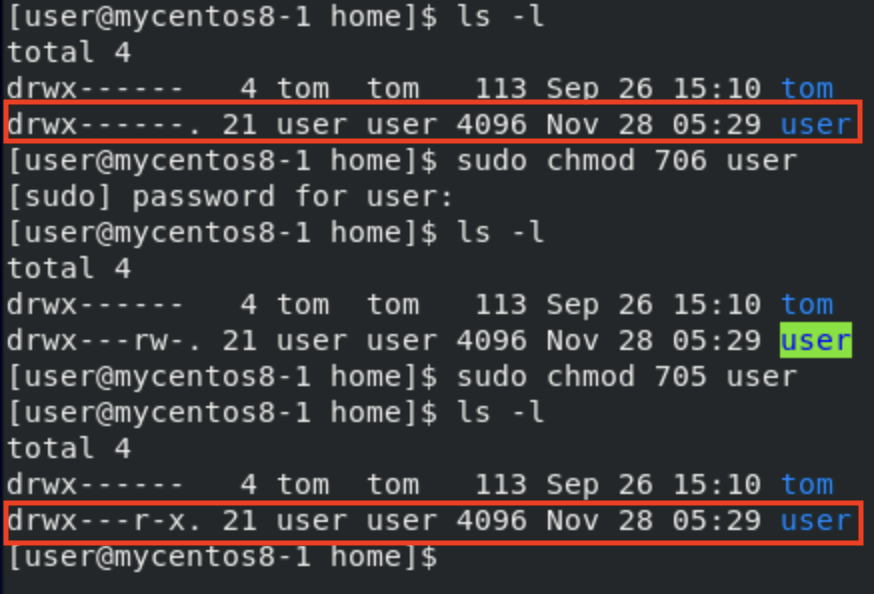 [user@mycentos8-1 home]$ ls -l
total 4
drwx------   4 tom  tom   113 Sep 26 15:10 tom
drwx------. 21 user user 4096 Nov 28 05:29 user
[user@mycentos8-1 home]$ sudo chmod 706 user
[sudo] password for user:
[user@mycentos8-1 home]$ ls -l
total 4
drwx------   4 tom  tom   113 Sep 26 15:10 tom
drwx---rw-. 21 user user 4096 Nov 28 05:29 user
[user@mycentos8-1 home]$ sudo chmod 705 user
[user@mycentos8-1 home]$ ls -l
total 4
drwx------   4 tom  tom   113 Sep 26 15:10 tom
drwx---r-x. 21 user user 4096 Nov 28 05:29 user
[user@mycentos8-1 home]$